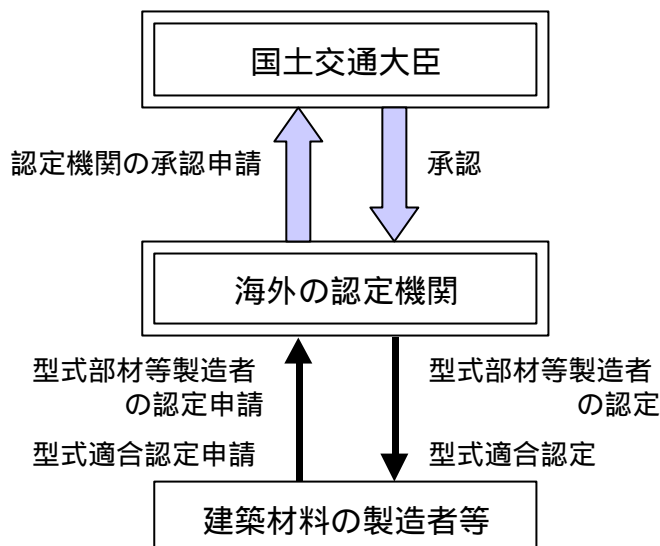 国土交通大臣
認定機関の承認申請
承認
海外の認定機関
型式部材等製造者
の認定申請
型式部材等製造者
の認定
型式適合認定申請
型式適合認定
建築材料の製造者等